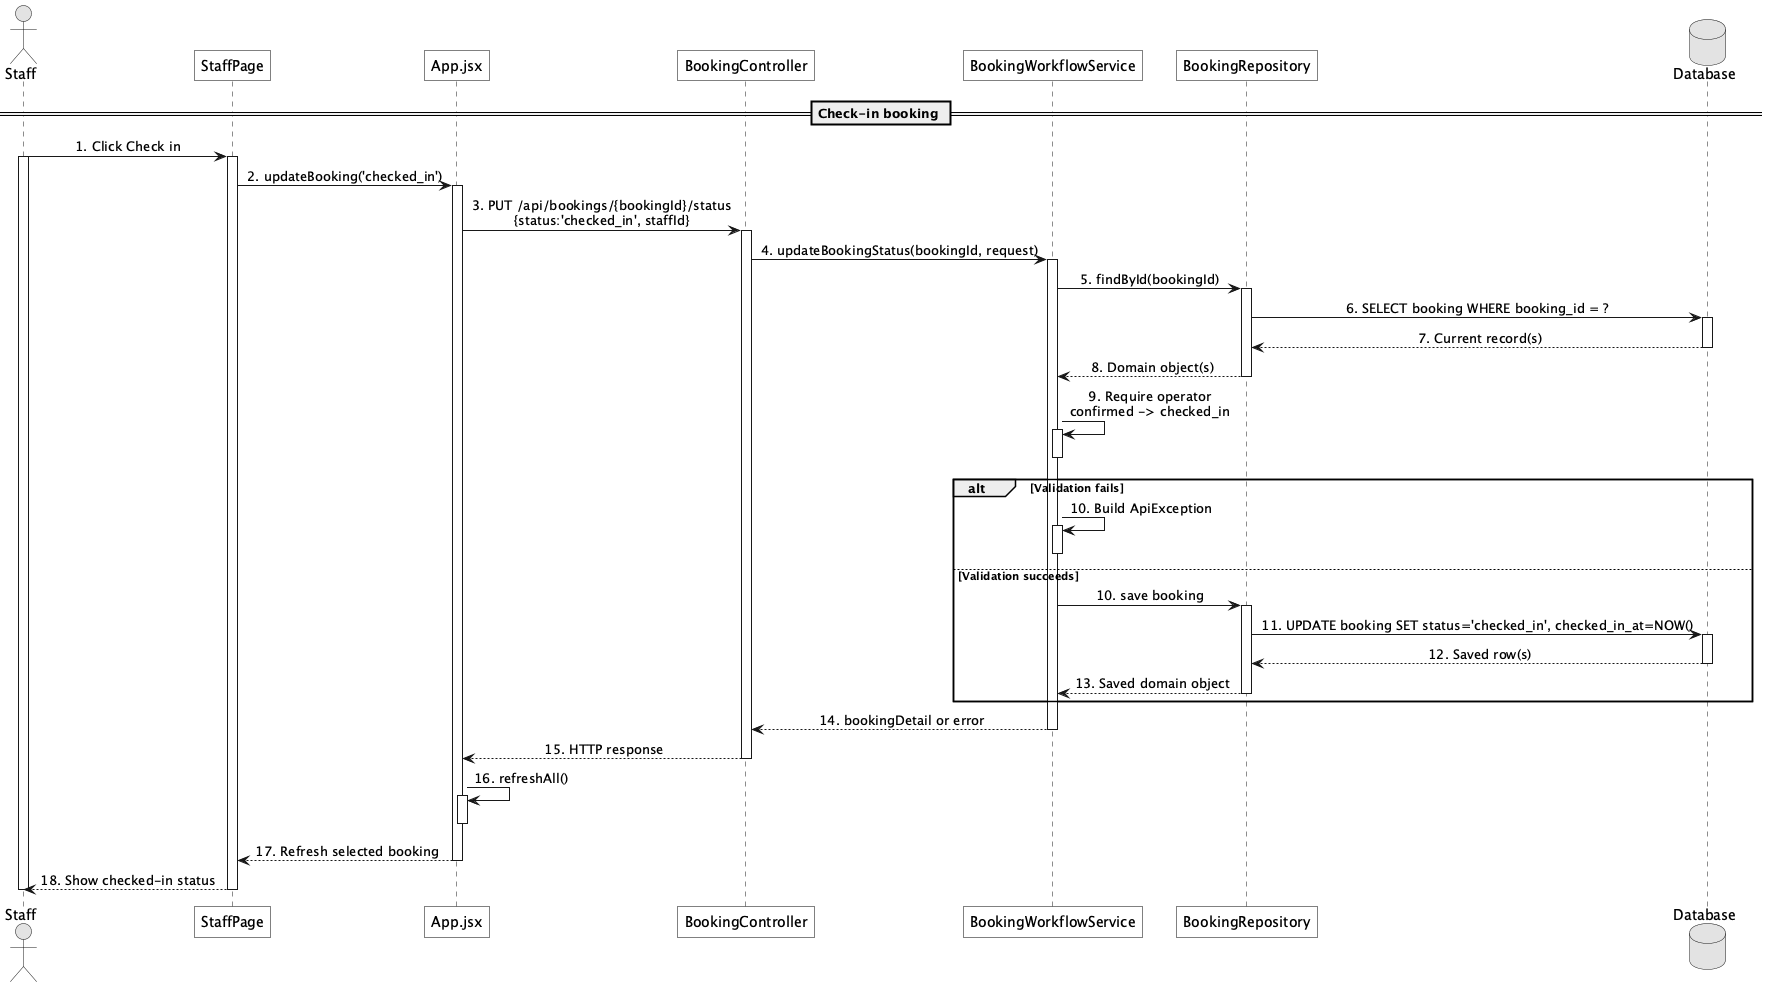 Staff
StaffPage
App.jsx
BookingController
BookingWorkflowService
BookingRepository
Database
Check-in booking
1. Click Check in
2. updateBooking('checked_in')
3. PUT /api/bookings/{bookingId}/status
{status:'checked_in', staffId}
4. updateBookingStatus(bookingId, request)
5. findById(bookingId)
6. SELECT booking WHERE booking_id = ?
7. Current record(s)
8. Domain object(s)
9. Require operator
confirmed -> checked_in
alt [Validation fails]
10. Build ApiException
[Validation succeeds]
10. save booking
11. UPDATE booking SET status='checked_in', checked_in_at=NOW()
12. Saved row(s)
13. Saved domain object
14. bookingDetail or error
15. HTTP response
16. refreshAll()
17. Refresh selected booking
18. Show checked-in status
Staff
StaffPage
App.jsx
BookingController
BookingWorkflowService
BookingRepository
Database